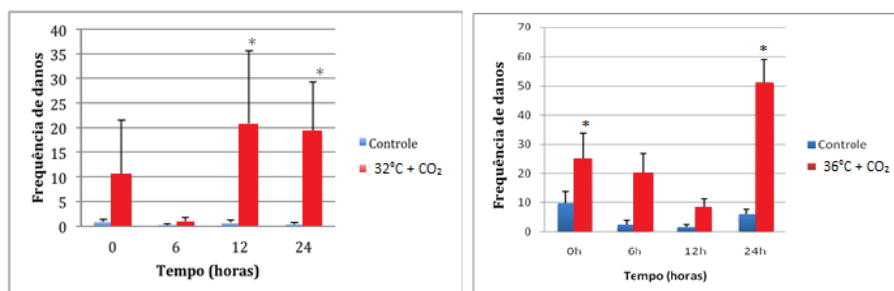 Frequência de danos
40
35
30
25
20
15
10
5
0
*
*
0 6 12 24
Tempo (horas)
Controle
32°C + CO₂
Frequência de danos
70
60
50
40
30
20
10
0
*
*
0h 6h 12h 24h
Tempo (horas)
Controle
36°C + CO₂